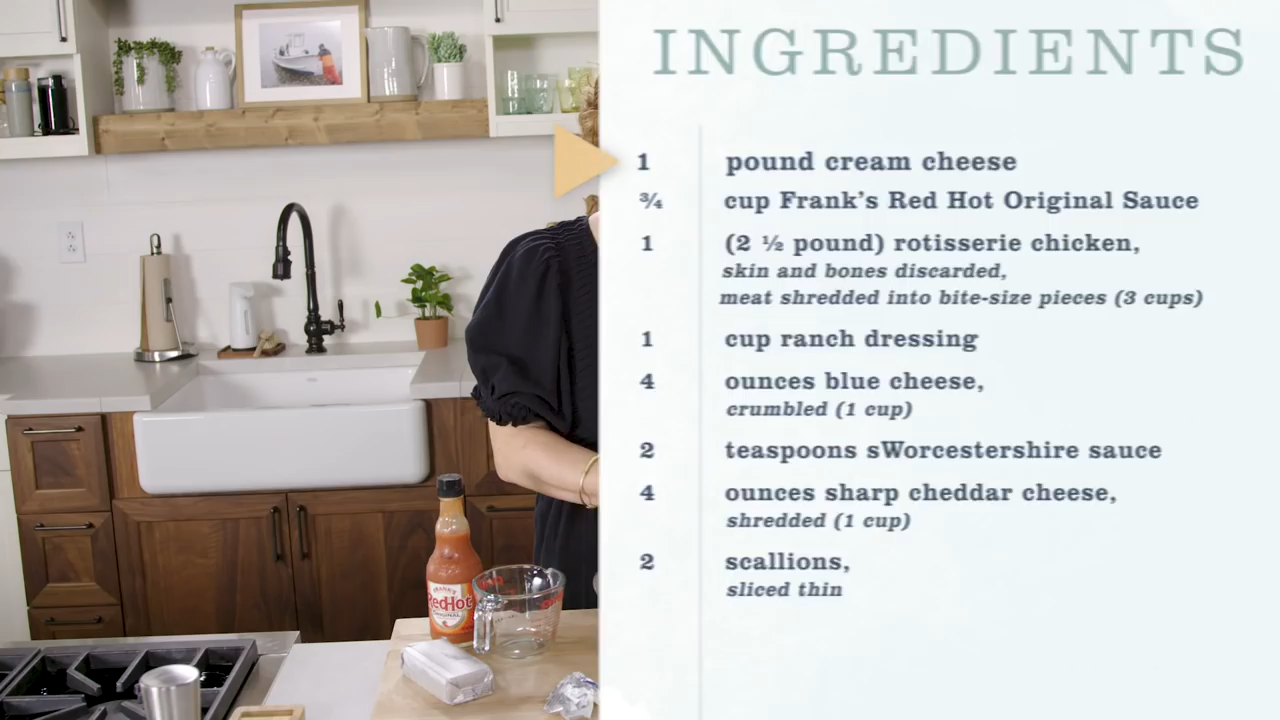 INGREDIENTS
1 pound cream cheese
¾ cup Frank's Red Hot Original Sauce
1 (2 ½ pound) rotisserie chicken,
skin and bones discarded,
meat shredded into bite-size pieces (3 cups)
1 cup ranch dressing
4 ounces blue cheese,
crumbled (1 cup)
2 teaspoons sWorcestershire sauce
4 ounces sharp cheddar cheese,
shredded (1 cup)
2 scallions,
sliced thin
FRANK'S
RedHot
ORIGINAL